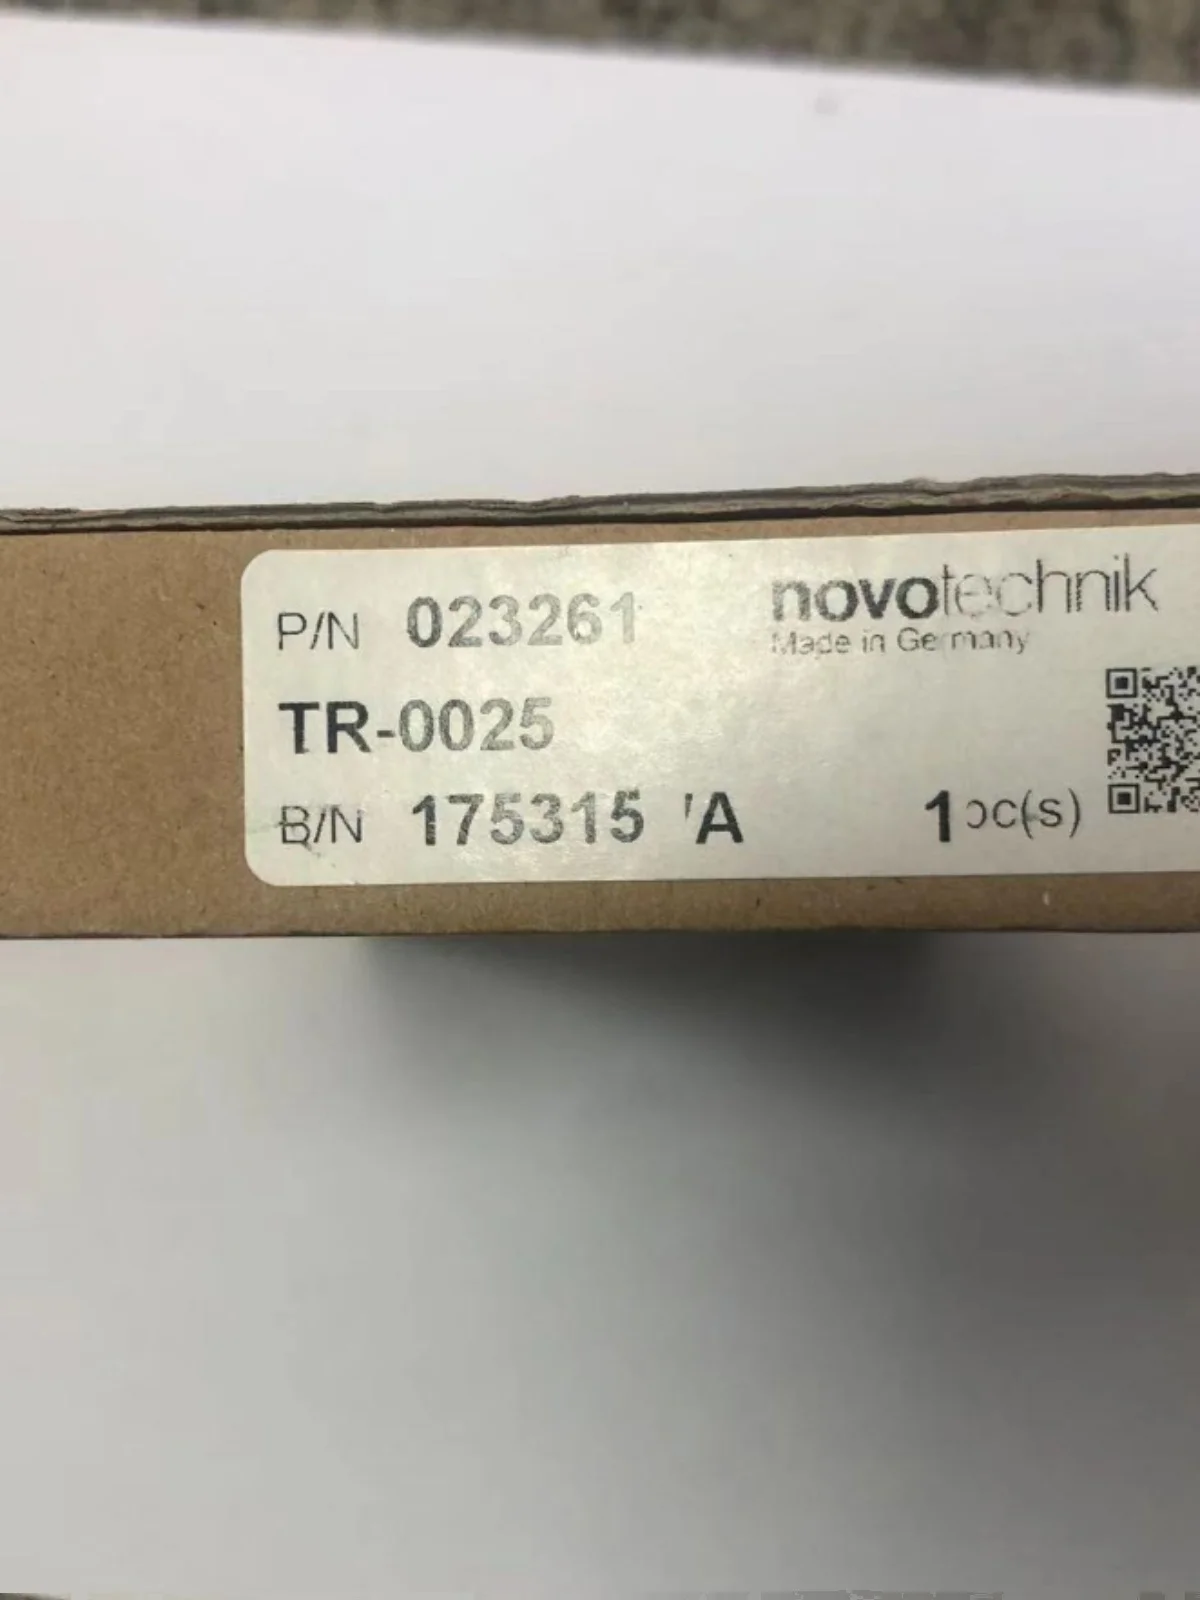 P/N 023261
novotechnik
Made in Germany
TR-0025
B/N 175315 /A
1 pc(s)